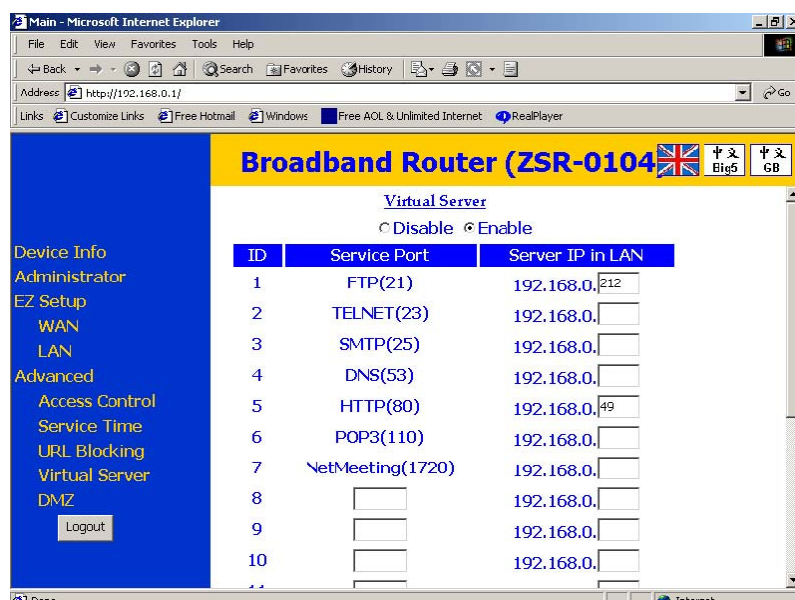 Main - Microsoft Internet Explorer
File Edit View Favorites Tools Help
Back Search Favorites History
Address http://192.168.0.1/ Go
Links Customize Links Free Hotmail Windows Free AOL & Unlimited Internet RealPlayer
Broadband Router (ZSR-0104
中文 Big5
中文 GB
Virtual Server
Disable Enable
Device Info
Administrator
EZ Setup
WAN
LAN
Advanced
Access Control
Service Time
URL Blocking
Virtual Server
DMZ
Logout
ID Service Port Server IP in LAN
1 FTP(21) 192.168.0. 212
2 TELNET(23) 192.168.0.
3 SMTP(25) 192.168.0.
4 DNS(53) 192.168.0.
5 HTTP(80) 192.168.0. 49
6 POP3(110) 192.168.0.
7 NetMeeting(1720) 192.168.0.
8 192.168.0.
9 192.168.0.
10 192.168.0.